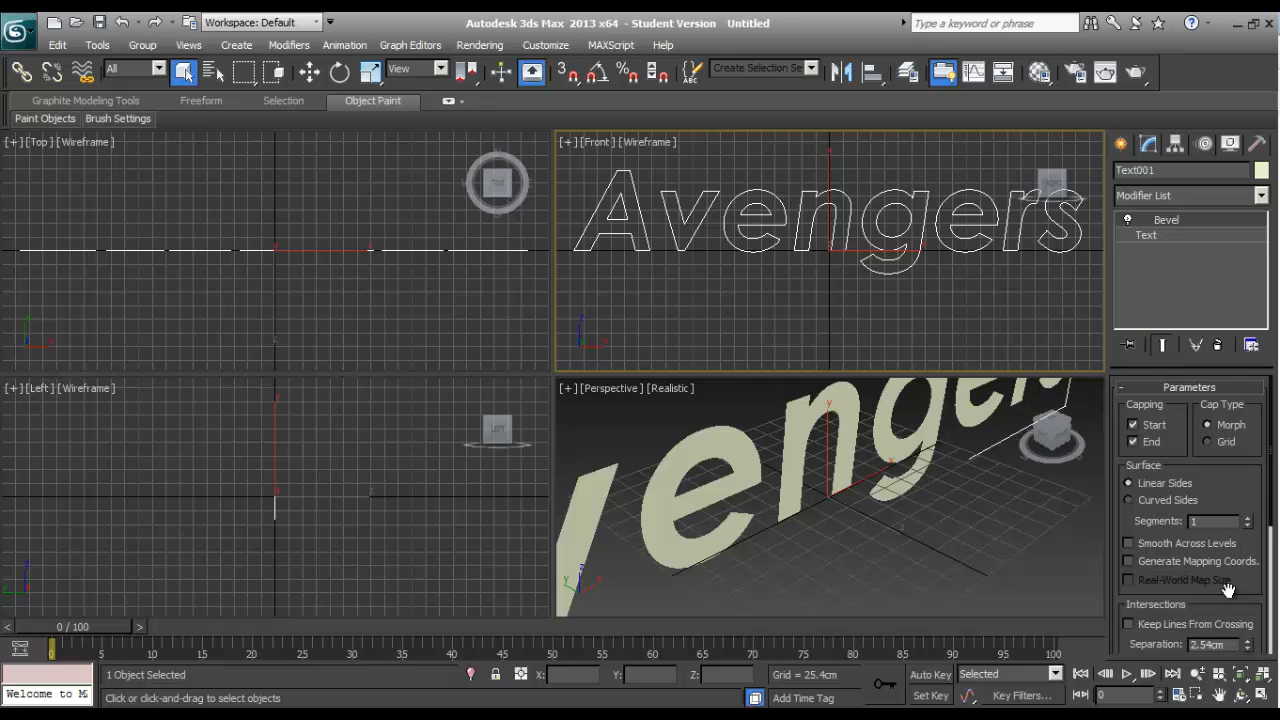 Workspace: Default
Autodesk 3ds Max 2013 x64 - Student Version Untitled
Type a keyword or phrase
Edit Tools Group Views Create Modifiers Animation Graph Editors Rendering Customize MAXScript Help
All View Create Selection Se
Graphite Modeling Tools Freeform Selection Object Paint
Paint Objects Brush Settings
[+] [Top] [Wireframe]
TOP
[+] [Front] [Wireframe]
Avengers
Text001
Modifier List
Bevel
Text
[+] [Left] [Wireframe]
LEFT
[+] [Perspective] [Realistic]
venger
- Parameters
Capping Cap Type
Start Morph
End Grid
Surface
Linear Sides
Curved Sides
Segments: 1
Smooth Across Levels
Generate Mapping Coords.
Real-World Map Size
Intersections
Keep Lines From Crossing
Separation: 2.54cm
< 0 / 100 >
0 5 10 15 20 25 30 35 40 45 50 55 60 65 70 75 80 85 90 95 100
1 Object Selected X: Y: Z: Grid = 25.4cm Auto Key Selected
Welcome to M Click or click-and-drag to select objects Add Time Tag Set Key Key Filters... 0